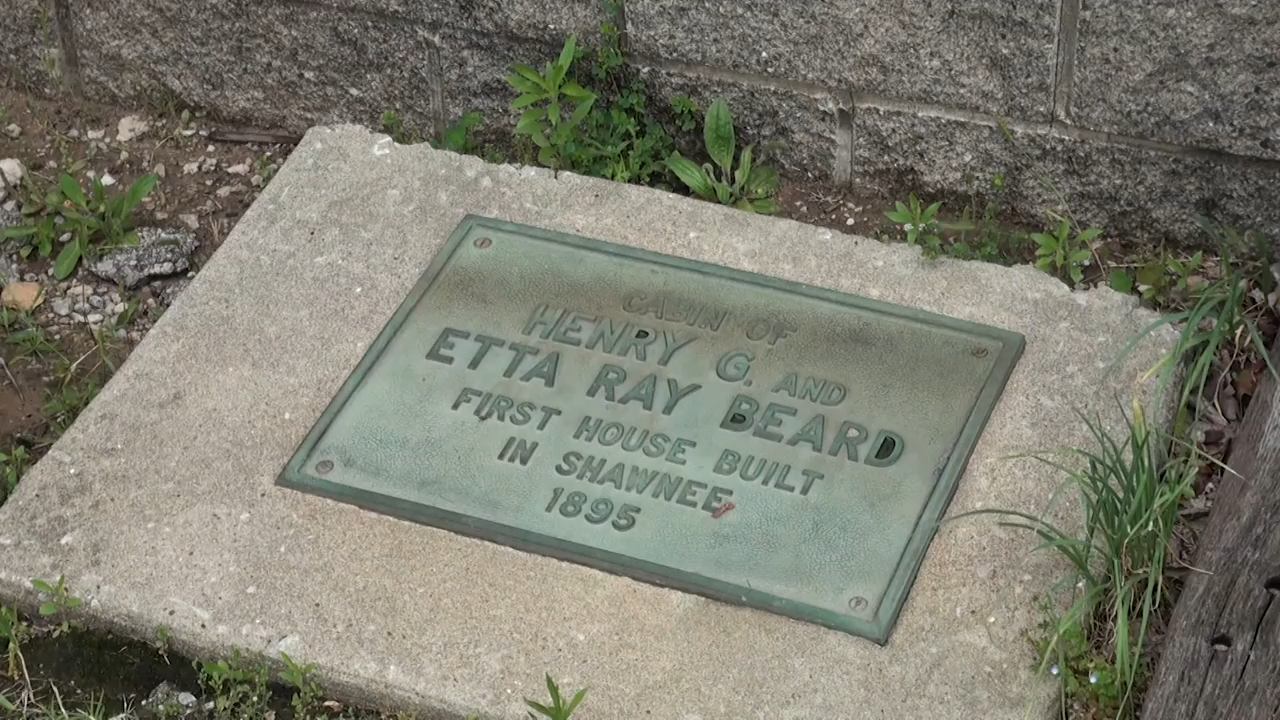 CABIN OF
HENRY G. AND
ETTA RAY BEARD
FIRST HOUSE BUILT
IN SHAWNEE
1895